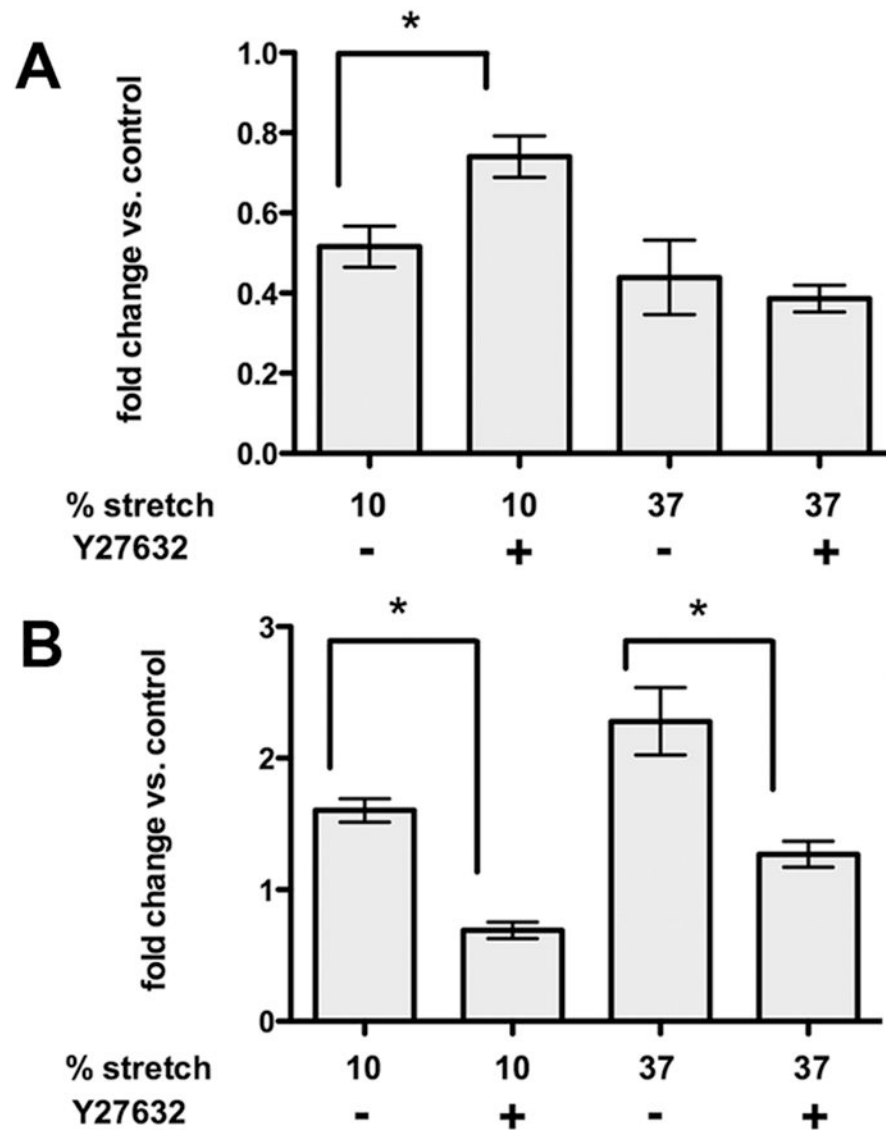 A
*
fold change vs. control
1.0
0.8
0.6
0.4
0.2
0.0
% stretch 10 10 37 37
Y27632 - + - +
B
* *
fold change vs. control
3
2
1
0
% stretch 10 10 37 37
Y27632 - + - +